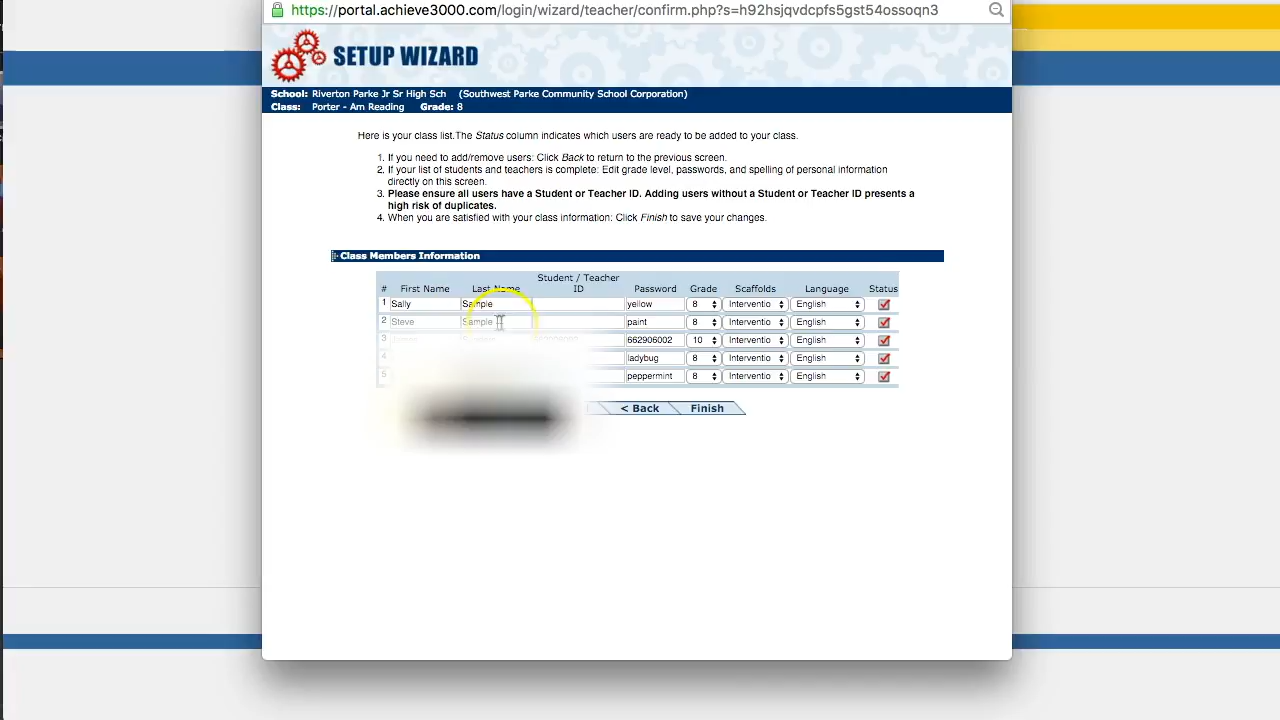 https://portal.achieve3000.com/login/wizard/teacher/confirm.php?s=h92hsjqvdcpfs5gst54ossoqn3
SETUP WIZARD
School: Riverton Parke Jr Sr High Sch (Southwest Parke Community School Corporation)
Class: Porter - Am Reading Grade: 8
Here is your class list.The Status column indicates which users are ready to be added to your class.
1. If you need to add/remove users: Click Back to return to the previous screen.
2. If your list of students and teachers is complete: Edit grade level, passwords, and spelling of personal information
directly on this screen.
3. Please ensure all users have a Student or Teacher ID. Adding users without a Student or Teacher ID presents a
high risk of duplicates.
4. When you are satisfied with your class information: Click Finish to save your changes.
Class Members Information
Student / Teacher
# First Name Last Name ID Password Grade Scaffolds Language Status
1 Sally Sample yellow 8 Interventio English
2 Steve Sample paint 8 Interventio English
3 662906002 10 Interventio English
4 ladybug 8 Interventio English
5 peppermint 8 Interventio English
< Back Finish